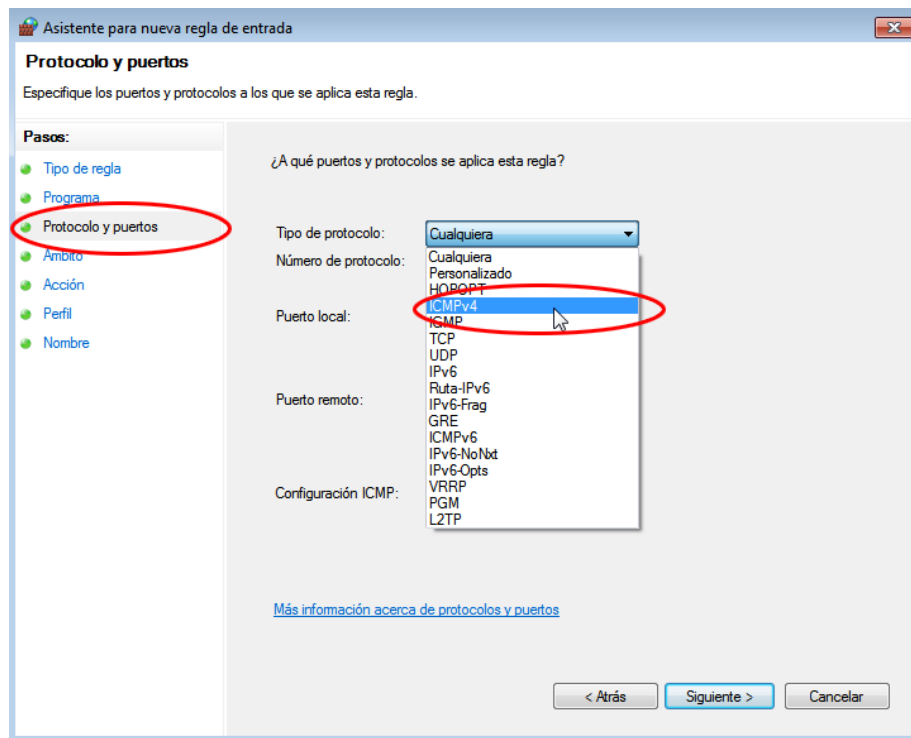 Asistente para nueva regla de entrada
Protocolo y puertos
Especifique los puertos y protocolos a los que se aplica esta regla.
Pasos:
Tipo de regla
Programa
Protocolo y puertos
Ámbito
Acción
Perfil
Nombre
¿A qué puertos y protocolos se aplica esta regla?
Tipo de protocolo: Cualquiera
Número de protocolo:
Puerto local:
Puerto remoto:
Configuración ICMP:
Cualquiera
Personalizado
HOPOPT
ICMPv4
IGMP
TCP
UDP
IPv6
Ruta-IPv6
IPv6-Frag
GRE
ICMPv6
IPv6-NoNxt
IPv6-Opts
VRRP
PGM
L2TP
Más información acerca de protocolos y puertos
< Atrás Siguiente > Cancelar